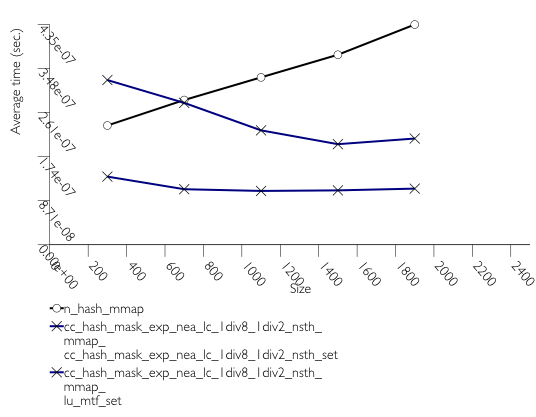 Average time (sec.)
4.35e-07
3.48e-07
2.61e-07
1.74e-07
8.71e-08
0.00e+00
0
200
400
600
800
1000
1200
1400
1600
1800
2000
2200
2400
Size
n_hash_mmap
cc_hash_mask_exp_nea_lc_1div8_1div2_nsth_
mmap_
cc_hash_mask_exp_nea_lc_1div8_1div2_nsth_set
cc_hash_mask_exp_nea_lc_1div8_1div2_nsth_
mmap_
lu_mtf_set